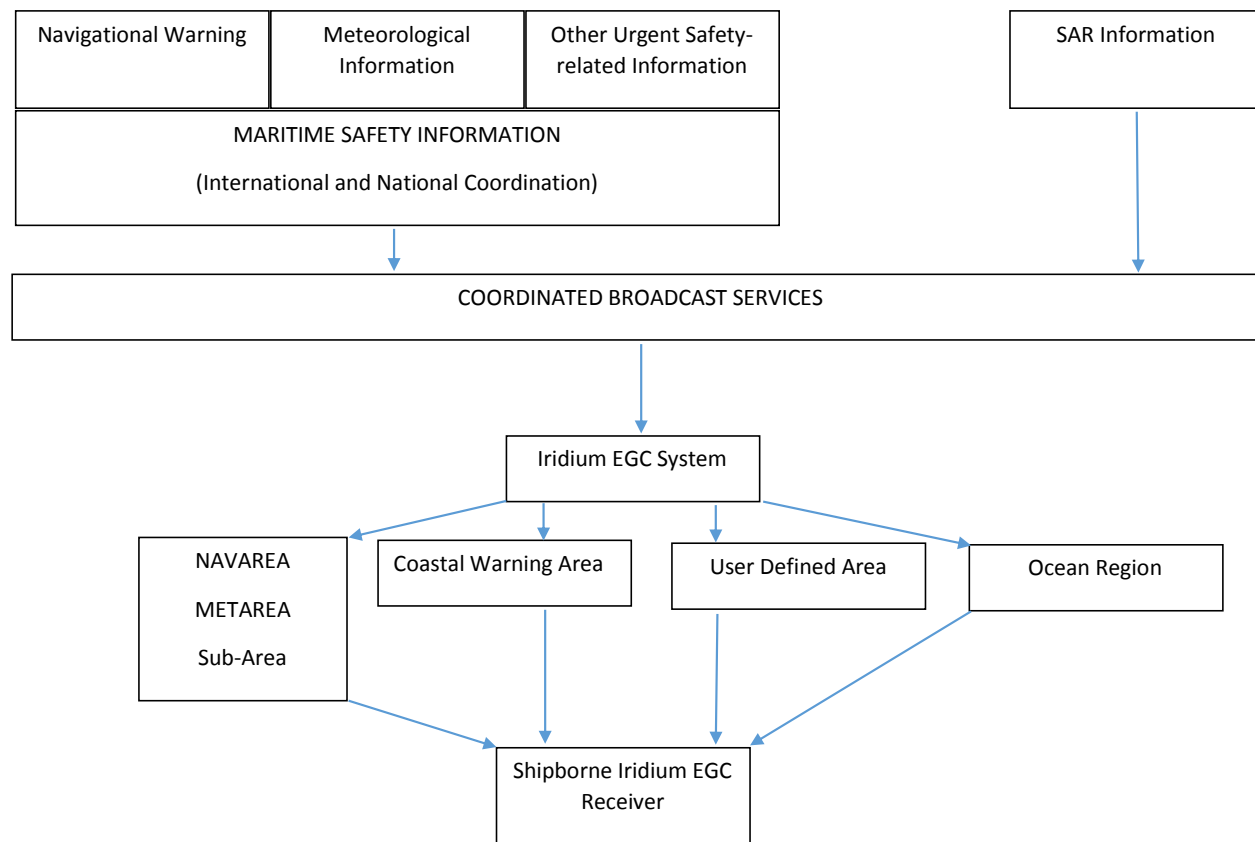 Navigational Warning
Meteorological
Information
Other Urgent Safety-
related Information
SAR Information
MARITIME SAFETY INFORMATION
(International and National Coordination)
COORDINATED BROADCAST SERVICES
Iridium EGC System
NAVAREA
METAREA
Sub-Area
Coastal Warning Area
User Defined Area
Ocean Region
Shipborne Iridium EGC
Receiver